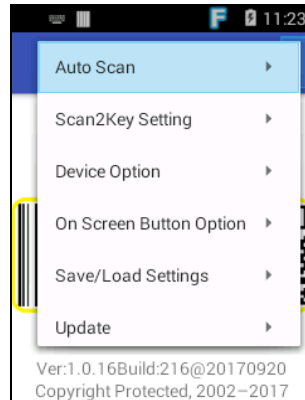 F 11:23
Auto Scan
Scan2Key Setting
Device Option
On Screen Button Option
Save/Load Settings
Update
Ver:1.0.16Build:216@20170920
Copyright Protected, 2002–2017